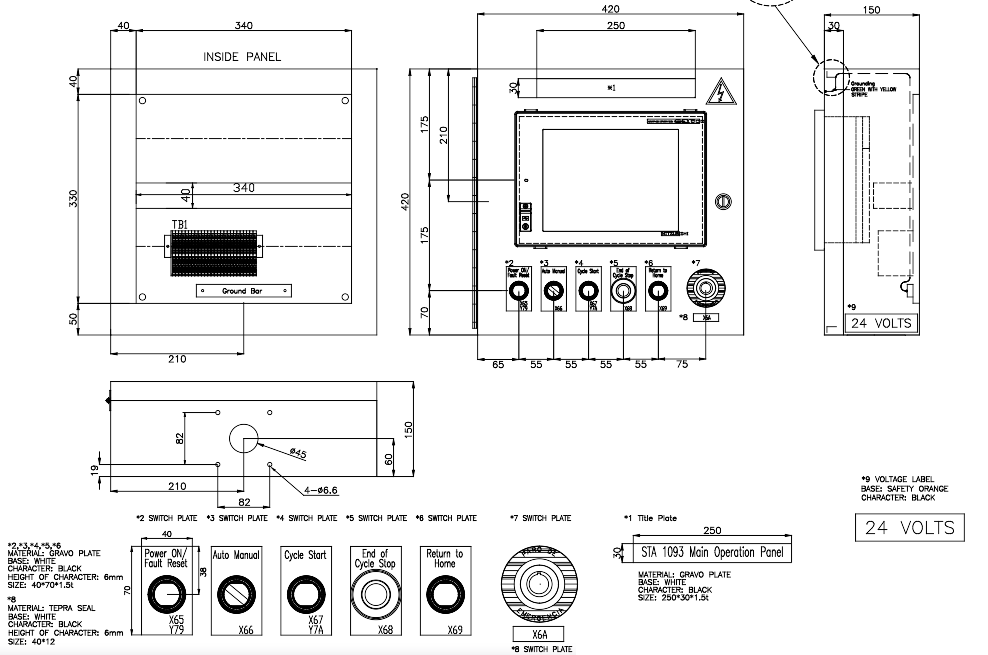 40
340
INSIDE PANEL
40
330
50
340
40
TB1
Ground Bar
210
420
250
30
*1
175
210
420
175
70
*2
Power ON/
Fault Reset
X65
Y79
*3
Auto Manual
X66
*4
Cycle Start
X67
Y7A
*5
End of
Cycle Stop
X68
*6
Return to
Home
X69
*7
*8
X6A
65
55
55
55
55
75
150
30
Grounding
GREEN WITH YELLOW
STRIPE
*9
24 VOLTS
82
19
210
82
ø45
4-ø6.6
60
150
*9 VOLTAGE LABEL
BASE: SAFETY ORANGE
CHARACTER: BLACK
24 VOLTS
*2 SWITCH PLATE
*3 SWITCH PLATE
*4 SWITCH PLATE
*5 SWITCH PLATE
*6 SWITCH PLATE
*7 SWITCH PLATE
*1 Title Plate
*2,*3,*4,*5,*6
MATERIAL: GRAVO PLATE
BASE: WHITE
CHARACTER: BLACK
HEIGHT OF CHARACTER: 6mm
SIZE: 40*70*1.5t
*8
MATERIAL: TEPRA SEAL
BASE: WHITE
COLOR: BLACK
HEIGHT OF CHARACTER: 6mm
SIZE: 40*12
40
70
38
Power ON/
Fault Reset
X65
Y79
Auto Manual
X66
Cycle Start
X67
Y7A
End of
Cycle Stop
X68
Return to
Home
X69
PARO DE
EMERGENCIA
X6A
*8 SWITCH PLATE
250
30
STA 1093 Main Operation Panel
MATERIAL: GRAVO PLATE
BASE: WHITE
CHARACTER: BLACK
SIZE: 250*30*1.5t